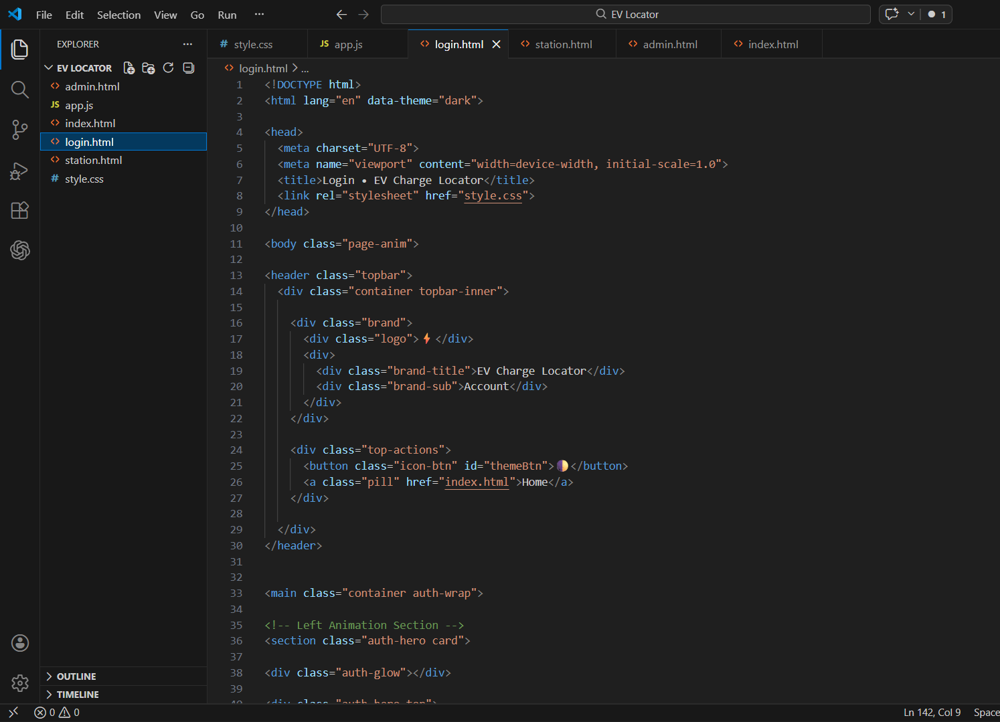 File Edit Selection View Go Run ···
EV Locator
1
EXPLORER ···
EV LOCATOR
<> admin.html
JS app.js
<> index.html
<> login.html
<> station.html
# style.css
OUTLINE
TIMELINE
# style.css
JS app.js
<> login.html
<> station.html
<> admin.html
<> index.html
<> login.html > ...
1 <!DOCTYPE html>
2 <html lang="en" data-theme="dark">
3
4 <head>
5   <meta charset="UTF-8">
6   <meta name="viewport" content="width=device-width, initial-scale=1.0">
7   <title>Login • EV Charge Locator</title>
8   <link rel="stylesheet" href="style.css">
9 </head>
10
11 <body class="page-anim">
12
13 <header class="topbar">
14   <div class="container topbar-inner">
15
16     <div class="brand">
17       <div class="logo">⚡</div>
18       <div>
19         <div class="brand-title">EV Charge Locator</div>
20         <div class="brand-sub">Account</div>
21       </div>
22     </div>
23
24     <div class="top-actions">
25       <button class="icon-btn" id="themeBtn">🌓</button>
26       <a class="pill" href="index.html">Home</a>
27     </div>
28
29   </div>
30 </header>
31
32
33 <main class="container auth-wrap">
34
35 <!-- Left Animation Section -->
36 <section class="auth-hero card">
37
38 <div class="auth-glow"></div>
39
40 <div class="auth-hero-top">
0 0
Ln 142, Col 9
Space